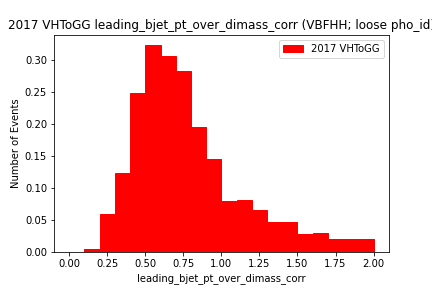 2017 VHToGG leading_bjet_pt_over_dimass_corr (VBFHH; loose pho_id)
2017 VHToGG
Number of Events
0.30
0.25
0.20
0.15
0.10
0.05
0.00
0.00 0.25 0.50 0.75 1.00 1.25 1.50 1.75 2.00
leading_bjet_pt_over_dimass_corr